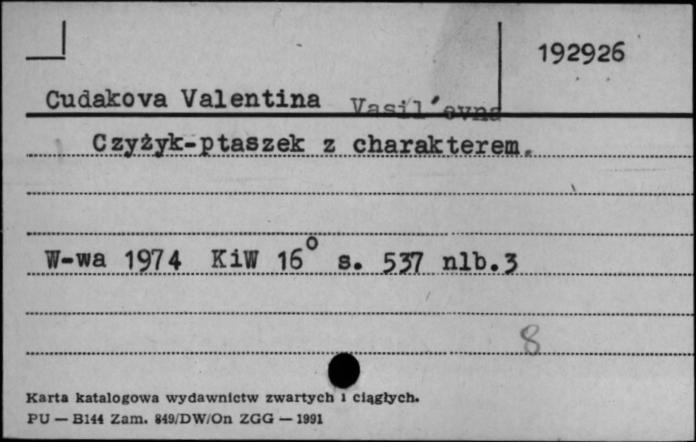 192926
Cudakova Valentina Vasil'evna
Czyżyk-ptaszek z charakterem.
W-wa 1974 KiW 16° s. 537 nlb.3
8
Karta katalogowa wydawnictw zwartych i ciągłych.
PU — B144 Zam. 849/DW/On ZGG — 1991